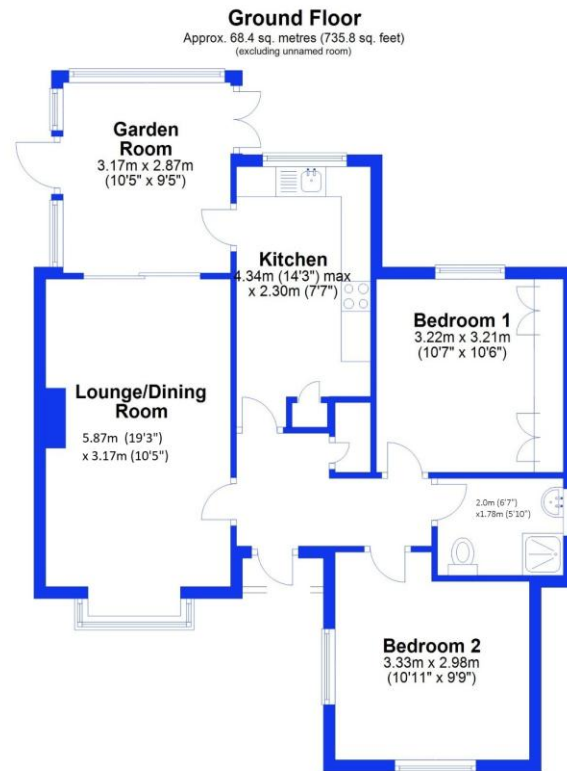 Ground Floor
Approx. 68.4 sq. metres (735.8 sq. feet)
(excluding unnamed room)
Garden
Room
3.17m x 2.87m
(10'5" x 9'5")
Kitchen
4.34m (14'3") max
x 2.30m (7'7")
Bedroom 1
3.22m x 3.21m
(10'7" x 10'6")
Lounge/Dining
Room
5.87m (19'3")
x 3.17m (10'5")
2.0m (6'7")
x1.78m (5'10")
Bedroom 2
3.33m x 2.98m
(10'11" x 9'9")